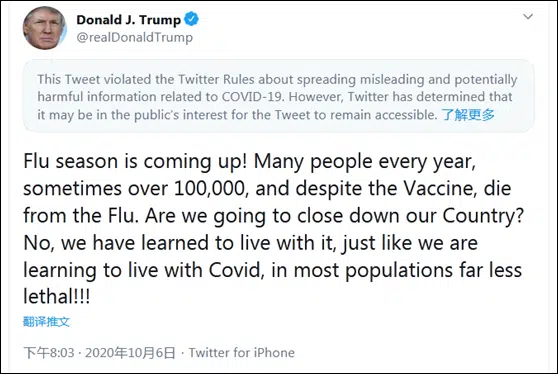 Donald J. Trump
@realDonaldTrump
This Tweet violated the Twitter Rules about spreading misleading and potentially
harmful information related to COVID-19. However, Twitter has determined that
it may be in the public's interest for the Tweet to remain accessible. 了解更多
Flu season is coming up! Many people every year,
sometimes over 100,000, and despite the Vaccine, die
from the Flu. Are we going to close down our Country?
No, we have learned to live with it, just like we are
learning to live with Covid, in most populations far less
lethal!!!
翻译推文
下午8:03 · 2020年10月6日 · Twitter for iPhone